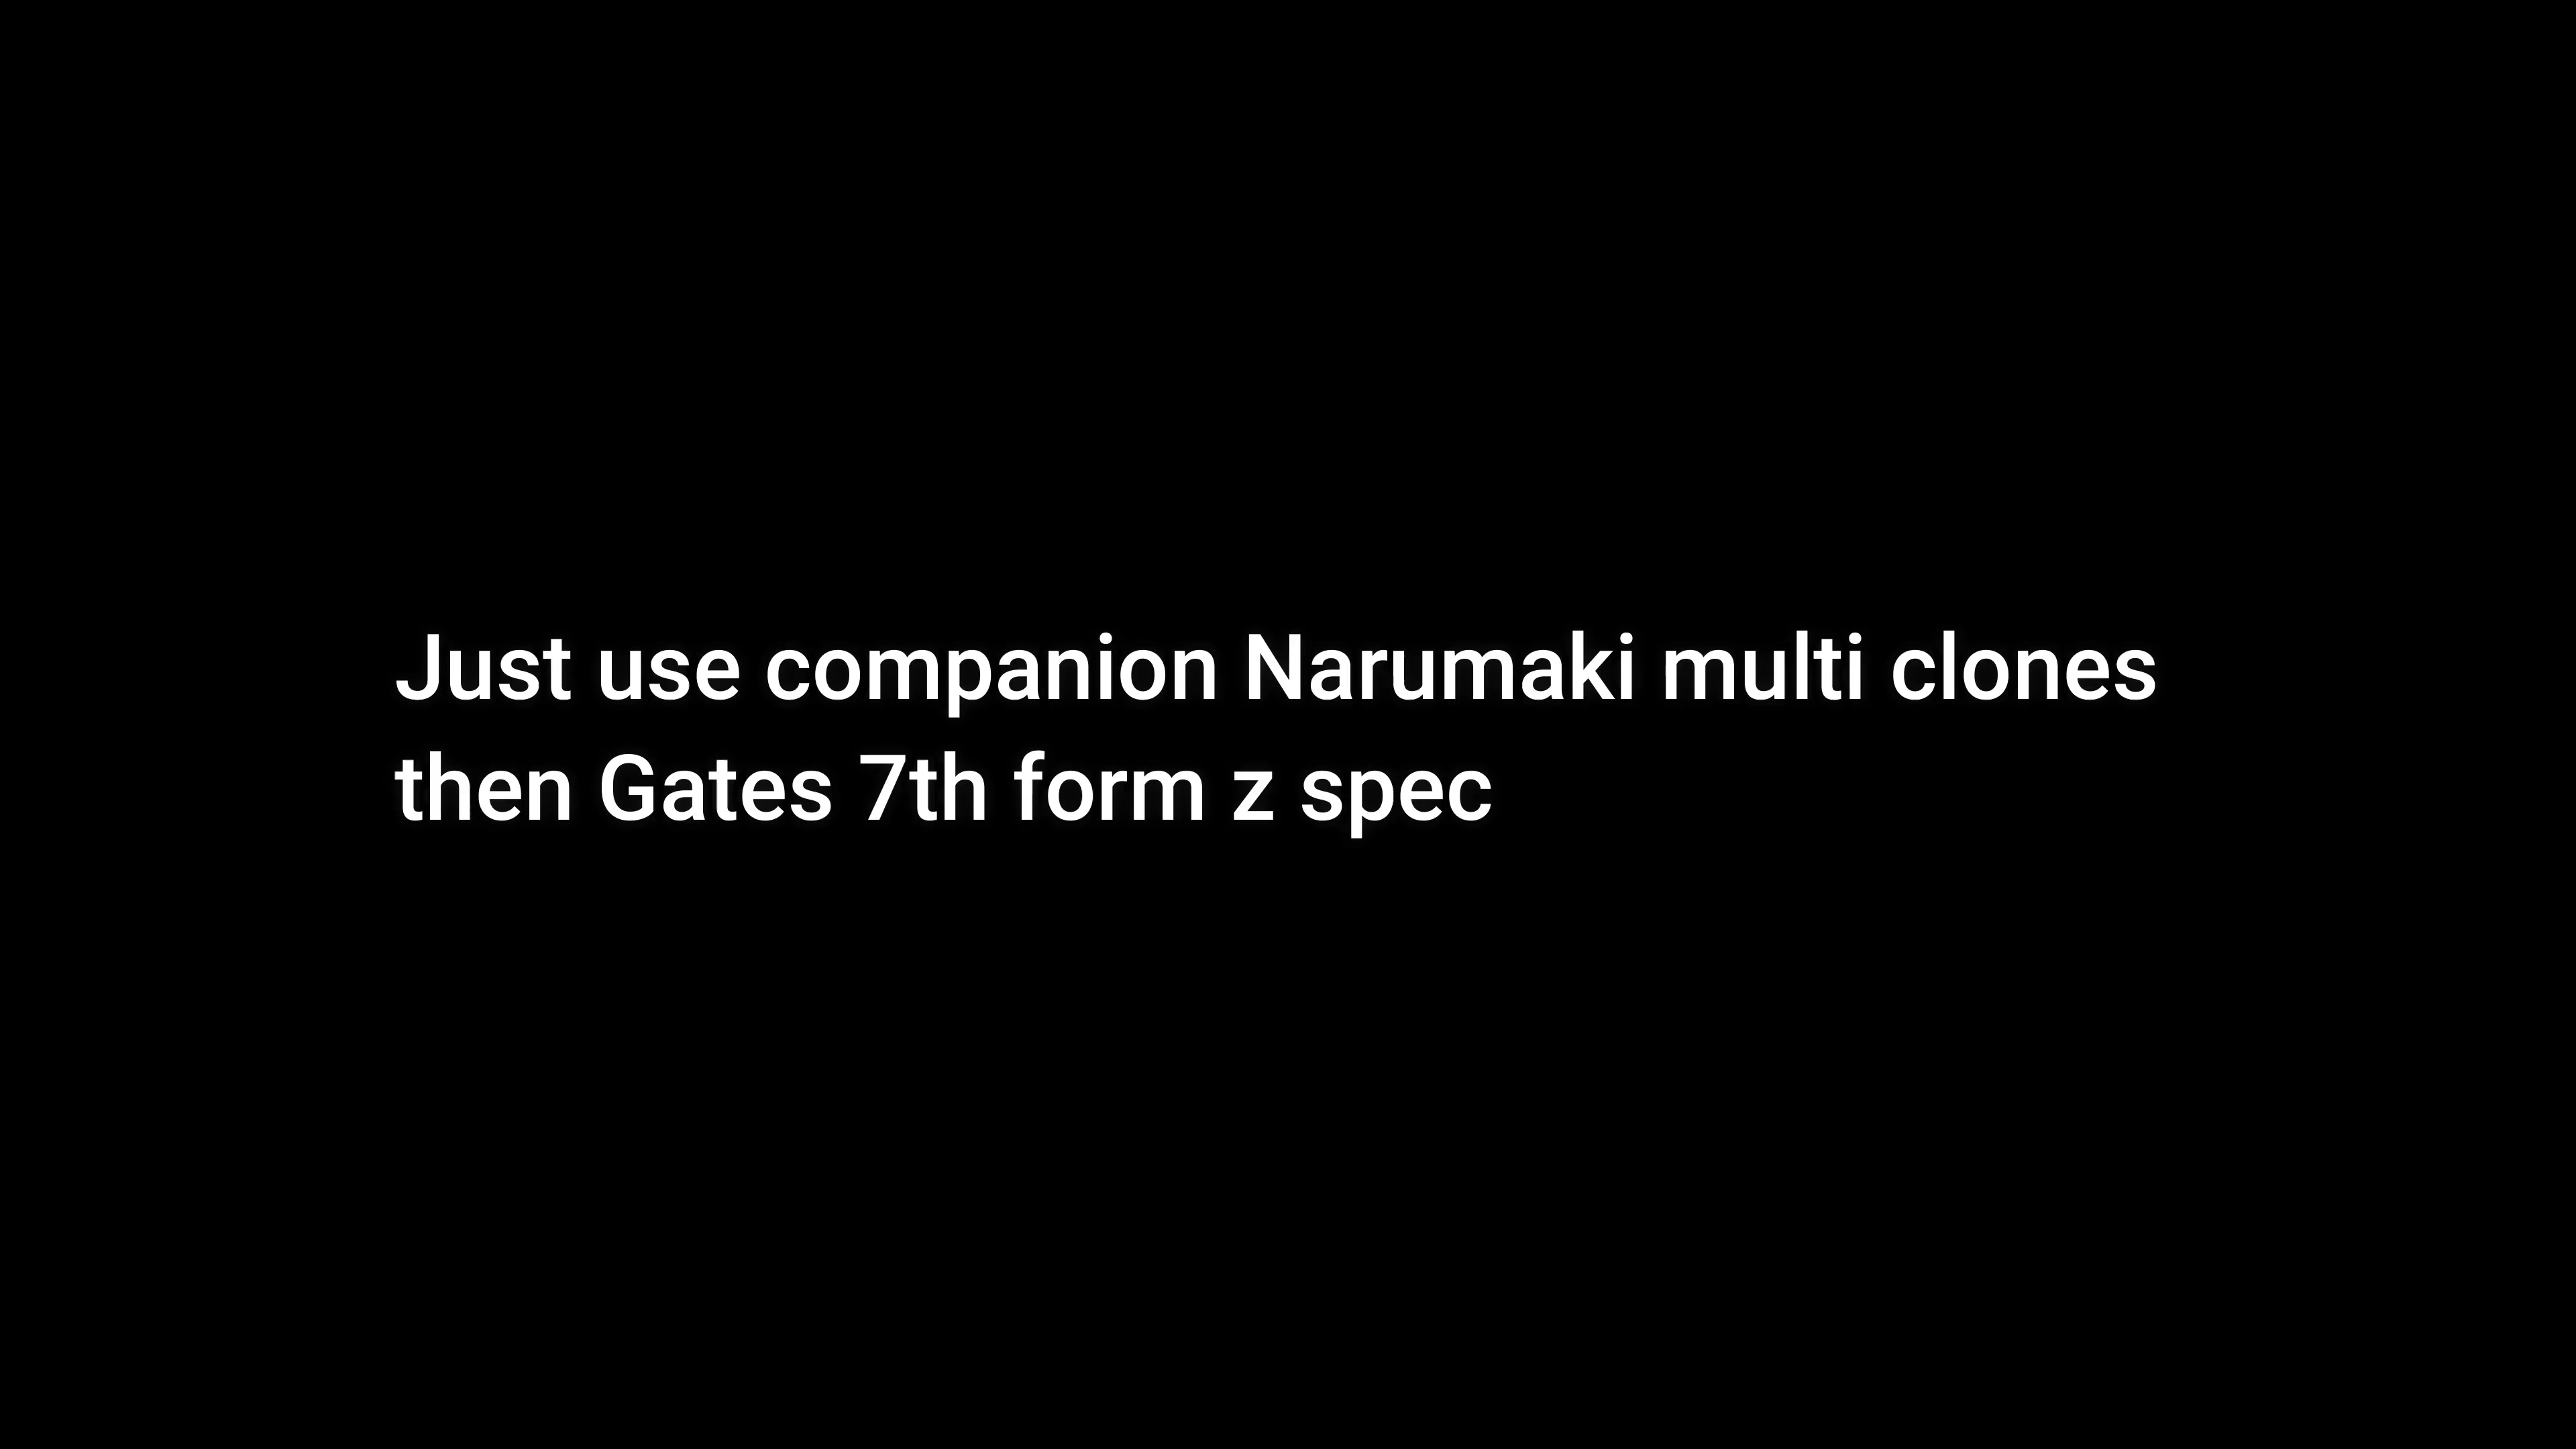 Just use companion Narumaki multi clones
then Gates 7th form z spec